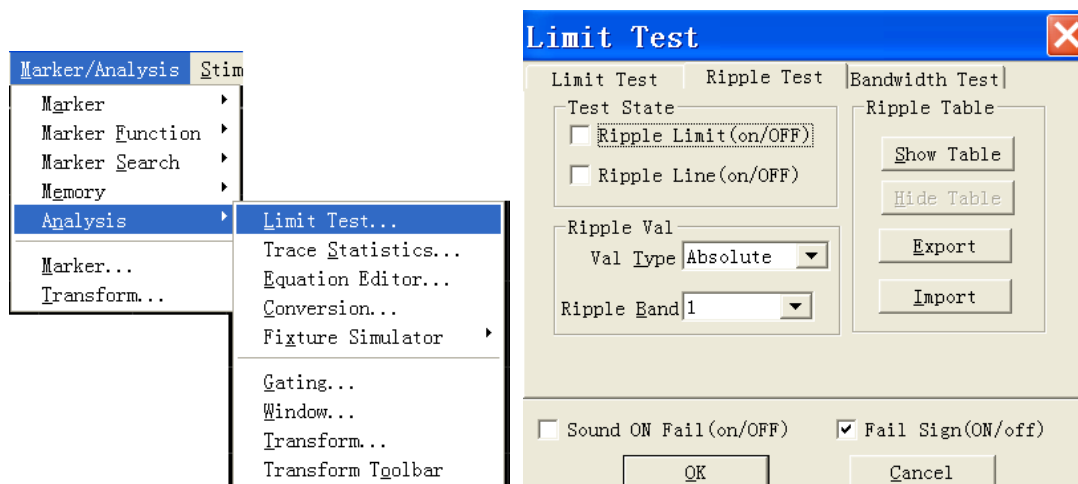 Marker/Analysis Stim
Marker
Marker Function
Marker Search
Memory
Analysis
Marker...
Transform...
Limit Test...
Trace Statistics...
Equation Editor...
Conversion...
Fixture Simulator
Gating...
Window...
Transform...
Transform Toolbar
Limit Test
Limit Test Ripple Test Bandwidth Test
Test State
Ripple Limit(on/OFF)
Ripple Line(on/OFF)
Ripple Val
Val Type Absolute
Ripple Band 1
Ripple Table
Show Table
Hide Table
Export
Import
Sound ON Fail(on/OFF) Fail Sign(ON/off)
OK Cancel